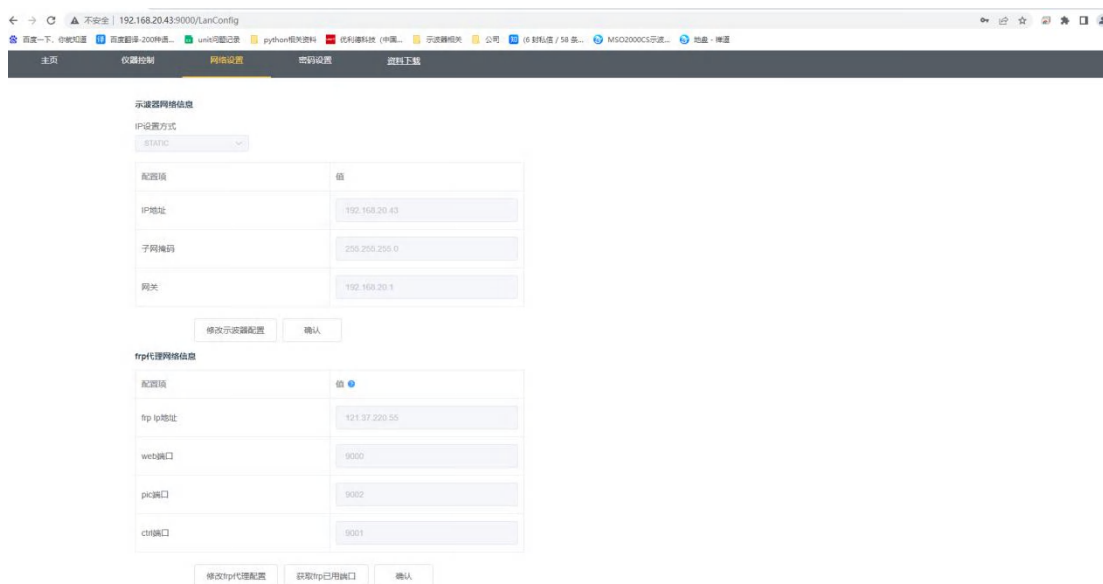 不安全 | 192.168.20.43:9000/LanConfig
百度一下，你就知道 百度翻译-200种语... unit问题记录 python相关资料 优利德科技 (中国... 示波器相关 公司 (6 封私信 / 58 条... MSO2000CS示波... 地盘 - 禅道
主页 仪器控制 网络设置 密码设置 资料下载
示波器网络信息
IP设置方式
STATIC
配置项 值
IP地址 192.168.20.43
子网掩码 255.255.255.0
网关 192.168.20.1
修改示波器配置 确认
frp代理网络信息
配置项 值
frp ip地址 121.37.220.55
web端口 9000
pic端口 9002
ctrl端口 9001
修改frp代理配置 获取frp已用端口 确认